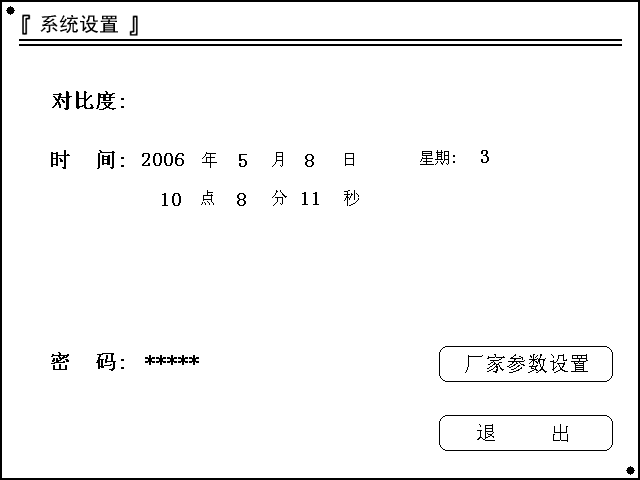 『 系统设置 』
对比度:
时 间: 2006 年 5 月 8 日 星期: 3
10 点 8 分 11 秒
密 码: *****
厂家参数设置
退 出